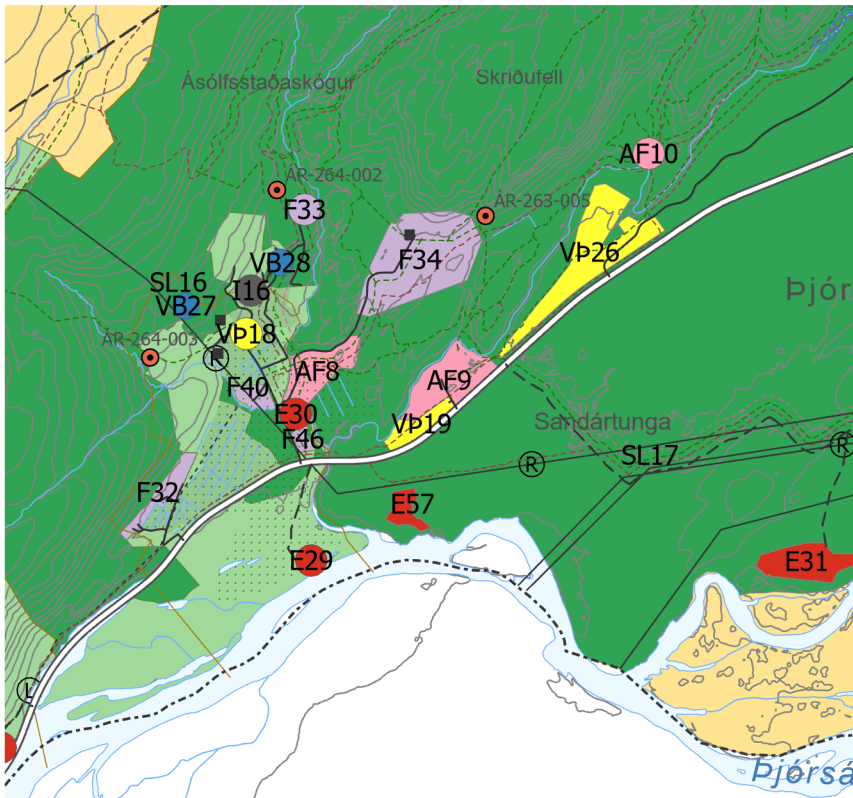 Ásólfsstaðaskógur
Skriðufell
AF10
ÁR-264-002
F33
ÁR-263-005
VÞ26
F34
VB28
SL16
I16
VB27
Þjór
VÞ18
ÁR-264-003
R
AF8
AF9
F40
E30
VÞ19
Sandártunga
F46
SL17
R
R
F32
E57
E29
E31
L
Þjórsá